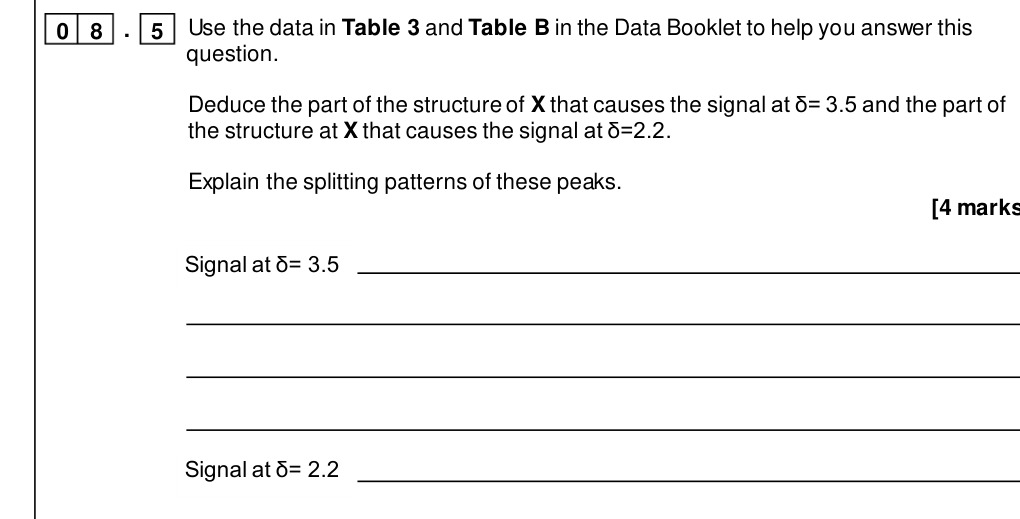 0 8 . 5 Use the data in Table 3 and Table B in the Data Booklet to help you answer this
question.
Deduce the part of the structure of X that causes the signal at δ= 3.5 and the part of
the structure at X that causes the signal at δ=2.2.
Explain the splitting patterns of these peaks.
[4 marks
Signal at δ= 3.5
Signal at δ= 2.2